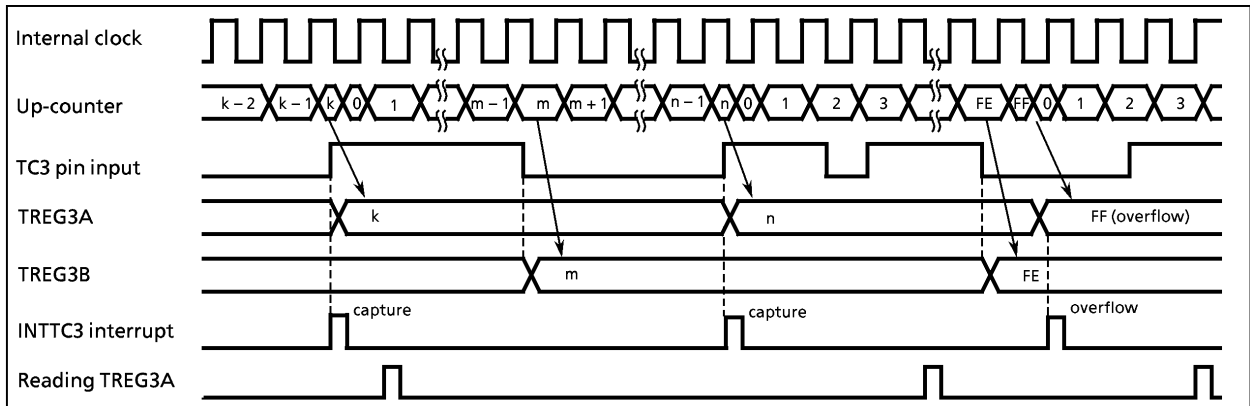 Internal clock
Up-counter k – 2 k – 1 k 0 1 m – 1 m m + 1 n – 1 n 0 1 2 3 FE FF 0 1 2 3
TC3 pin input
TREG3A k n FF (overflow)
TREG3B m FE
INTTC3 interrupt capture capture overflow
Reading TREG3A